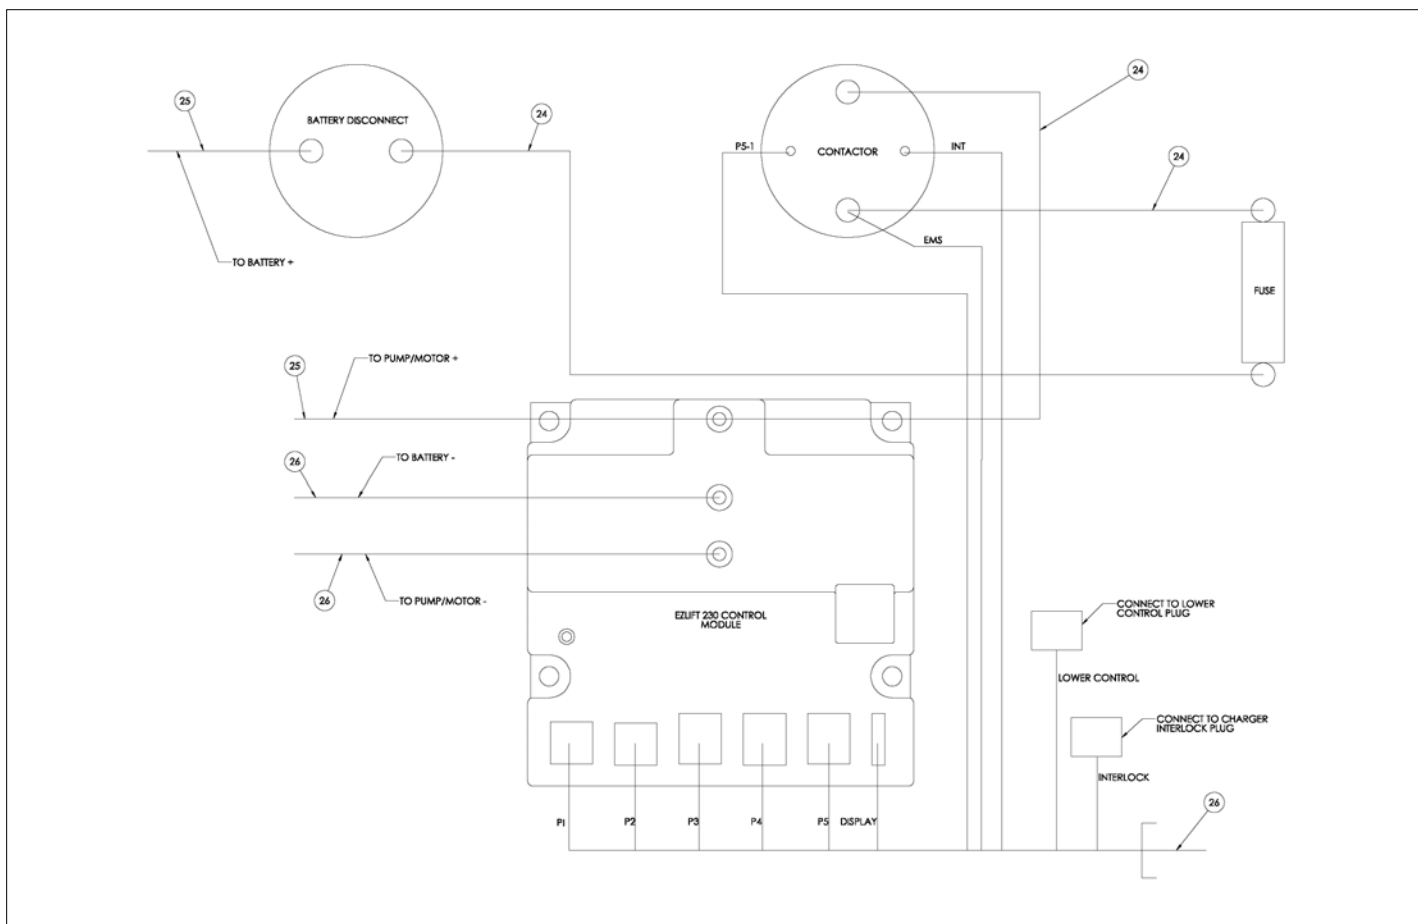 24
25
24
BATTERY DISCONNECT
P5-1
CONTACTOR
INT
24
EMS
TO BATTERY +
FUSE
TO PUMP/MOTOR +
25
TO BATTERY -
26
26
TO PUMP/MOTOR -
EZLIFT 230 CONTROL
MODULE
CONNECT TO LOWER
CONTROL PLUG
LOWER CONTROL
CONNECT TO CHARGER
INTERLOCK PLUG
INTERLOCK
26
P1
P2
P3
P4
P5
DISPLAY